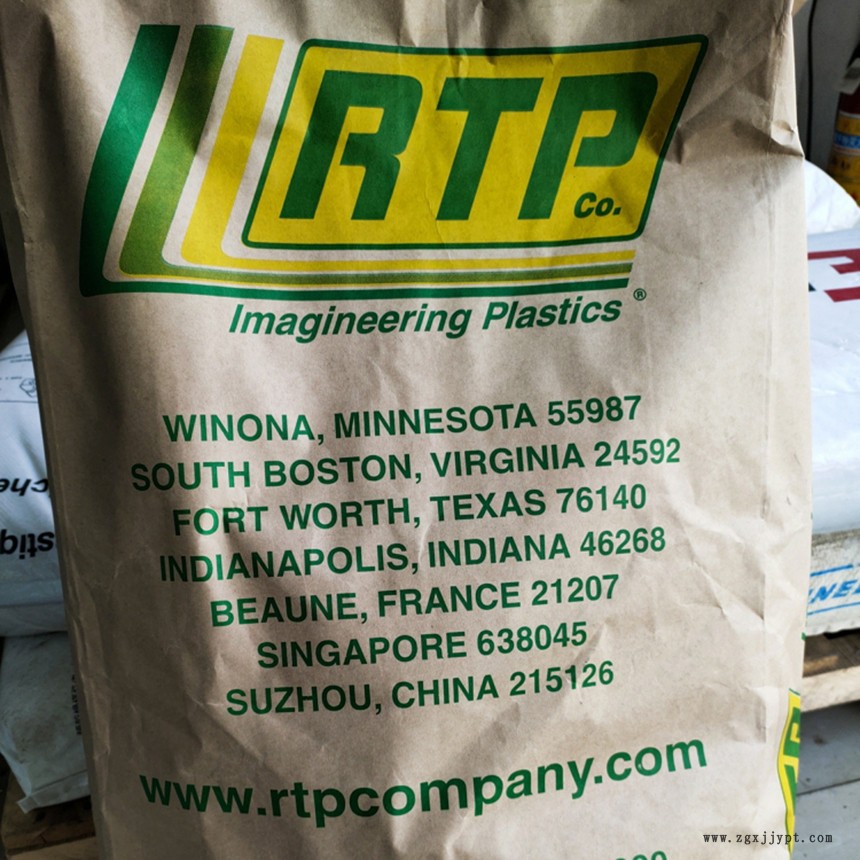 RTP
Co.
Imagineering Plastics®
WINONA, MINNESOTA 55987
SOUTH BOSTON, VIRGINIA 24592
FORT WORTH, TEXAS 76140
INDIANAPOLIS, INDIANA 46268
BEAUNE, FRANCE 21207
SINGAPORE 638045
SUZHOU, CHINA 215126
www.rtpcompany.com
www.zgxjjypt.com